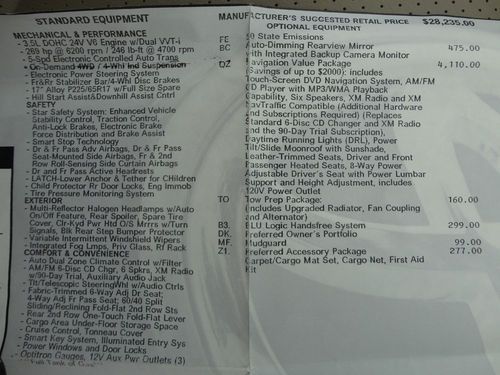 STANDARD EQUIPMENT
MECHANICAL & PERFORMANCE
- 3.5L DOHC 24V V6 Engine w/Dual VVT-i
- 269 hp @ 6200 rpm / 246 lb-ft @ 4700 rpm
- 5-Spd Electronic Controlled Auto Trans
- On-Demand 4WD / 4-Whl Ind Suspension
- Electronic Power Steering System
- Fr&Rr Stabilizer Bar/4-Whl Disc Brakes
- 17" Alloy P225/65R17 w/Full Size Spare
- Hill Start Assist&Downhill Assist Cntrl
SAFETY
- Star Safety System: Enhanced Vehicle
Stability Control, Traction Control,
Anti-Lock Brakes, Electronic Brake
Force Distribution and Brake Assist
- Smart Stop Technology
- Dr & Fr Pass Adv Airbags, Dr & Fr Pass
Seat-Mounted Side Airbags, Fr & 2nd
Row Roll-Sensing Side Curtain Airbags
- Dr and Fr Pass Active Headrests
- LATCH-Lower Anchor & Tether for CHildren
- Child Protector Rr Door Locks, Eng Immob
- Tire Pressure Monitoring System
EXTERIOR
- Multi-Reflector Halogen Headlamps w/Auto
On/Off Feature, Rear Spoiler, Spare Tire
Cover, Clr-Kyd Pwr Htd O/S Mrrrs w/Turn
Signals, Blk Rear Step Bumper Protector
- Variable Intermittent Windshield Wipers
- Integrated Fog Lmps, Priv Glass, Rf Rack
COMFORT & CONVENIENCE
- Auto Dual Zone Climate Control w/Filter
- AM/FM 6-Disc CD Chgr, 6 Spkrs, XM Radio
w/90-Day Trial, Auxiliary Audio Jack
- Tlt/Telescopic SteeringWhl w/Audio Ctrls
- Fabric-Trimmed 6-Way Adj Dr Seat;
4-Way Adj Fr Pass Seat; 60/40 Split
Sliding/Reclining Fold-Flat 2nd Row Sts
- Rear 2nd Row One-Touch Fold-Flat Lever
- Cargo Area Under-Floor Storage Space
- Cruise Control, Tonneau Cover
- Smart Key System, Illuminated Entry Sys
- Power Windows and Door Locks
- Optitron Gauges, 12V Aux Pwr Outlets (3)
MANUFACTURER'S SUGGESTED RETAIL PRICE $28,235.00
OPTIONAL EQUIPMENT
FE 50 State Emissions
BC Auto-Dimming Rearview Mirror 475.00
with Integrated Backup Camera Monitor
DZ Navigation Value Package 4,110.00
(Savings of up to $2000): includes
Touch-Screen DVD Navigation System, AM/FM
CD Player with MP3/WMA Playback
Capability, Six Speakers, XM Radio and XM
NavTraffic Compatible (Additional Hardware
and Subscriptions Required) (Replaces
Standard 6-Disc CD Changer and XM Radio
and the 90-Day Trial Subscription),
Daytime Running Lights (DRL), Power
Tilt/Slide Moonroof with Sunshade,
Leather-Trimmed Seats, Driver and Front
Passenger Heated Seats, 8-Way Power
Adjustable Driver's Seat with Power Lumbar
Support and Height Adjustment, includes
120V Power Outlet
TO Tow Prep Package: 160.00
(includes Upgraded Radiator, Fan Coupling
and Alternator)
B3. BLU Logic Handsfree System 299.00
DK. Preferred Owner's Portfolio
MF. Mudguard 99.00
Z1. Preferred Accessory Package 277.00
Carpet/Cargo Mat Set, Cargo Net, First Aid
Kit